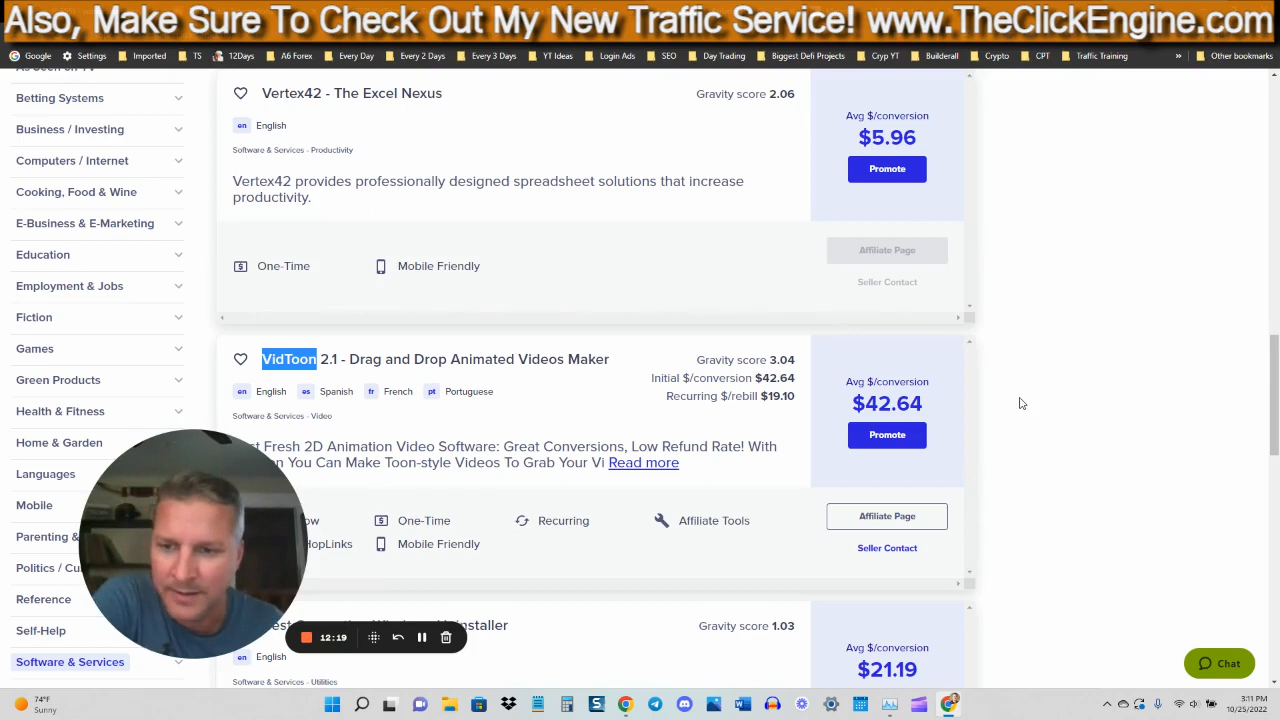 Also, Make Sure To Check Out My New Traffic Service! www.TheClickEngine.com
Google Settings Imported TS 12Days A6 Forex Every Day Every 2 Days Every 3 Days YT Ideas Login Ads SEO Day Trading Biggest Defi Projects Cryp YT Builderall Crypto CPT Traffic Training » Other bookmarks
As Seen On TV
Betting Systems
Business / Investing
Computers / Internet
Cooking, Food & Wine
E-Business & E-Marketing
Education
Employment & Jobs
Fiction
Games
Green Products
Health & Fitness
Home & Garden
Languages
Mobile
Parenting &
Politics / Cu
Reference
Self-Help
Software & Services
Vertex42 - The Excel Nexus
Gravity score 2.06
en English
Software & Services - Productivity
Vertex42 provides professionally designed spreadsheet solutions that increase
productivity.
Avg $/conversion
$5.96
Promote
One-Time Mobile Friendly
Affiliate Page
Seller Contact
VidToon 2.1 - Drag and Drop Animated Videos Maker
Gravity score 3.04
Initial $/conversion $42.64
Recurring $/rebill $19.10
en English es Spanish fr French pt Portuguese
Software & Services - Video
Fresh 2D Animation Video Software: Great Conversions, Low Refund Rate! With
You Can Make Toon-style Videos To Grab Your Vi Read more
Avg $/conversion
$42.64
Promote
ow One-Time Recurring Affiliate Tools
HopLinks Mobile Friendly
Affiliate Page
Seller Contact
installer
Gravity score 1.03
en English
Software & Services - Utilities
Avg $/conversion
$21.19
12:19
Chat
74°F
Sunny
3:11 PM
10/25/2022